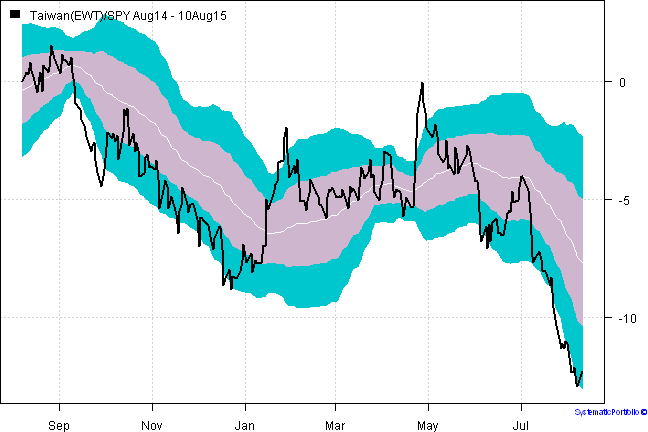 Taiwan(EWT)/SPY Aug14 - 10Aug15
0
-5
-10
Sep Nov Jan Mar May Jul
SystematicPortfolio ©